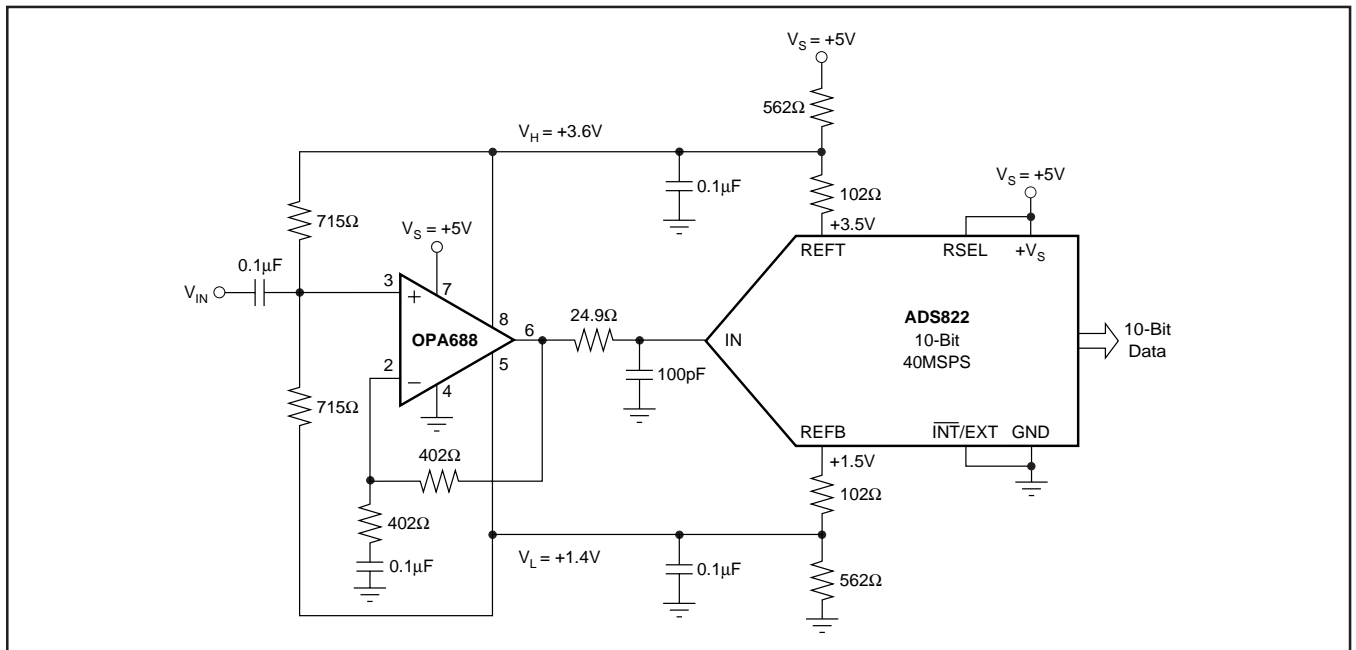 V_S = +5V
562Ω
V_H = +3.6V
0.1µF
102Ω
V_S = +5V
715Ω
+3.5V
V_S = +5V
REFT
RSEL
+V_S
0.1µF
V_IN
3
+
7
8
OPA688
6
24.9Ω
IN
ADS822
10-Bit
40MSPS
10-Bit
Data
2
−
5
4
100pF
715Ω
REFB
I̅N̅T̅/EXT
GND
402Ω
+1.5V
102Ω
402Ω
0.1µF
V_L = +1.4V
0.1µF
562Ω